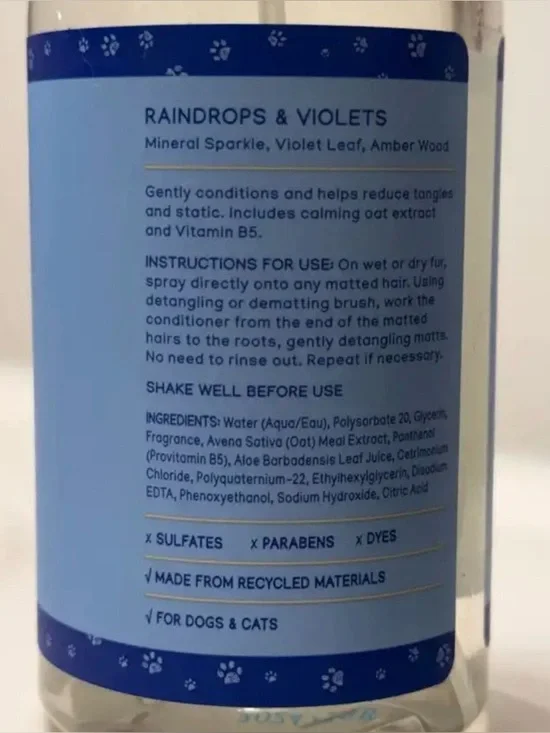 RAINDROPS & VIOLETS
Mineral Sparkle, Violet Leaf, Amber Wood
Gently conditions and helps reduce tangles
and static. Includes calming oat extract
and Vitamin B5.
INSTRUCTIONS FOR USE: On wet or dry fur,
spray directly onto any matted hair. Using
detangling or dematting brush, work the
conditioner from the end of the matted
hairs to the roots, gently detangling matts.
No need to rinse out. Repeat if necessary.
SHAKE WELL BEFORE USE
INGREDIENTS: Water (Aqua/Eau), Polysorbate 20, Glycerin,
Fragrance, Avena Sativa (Oat) Meal Extract, Panthenol
(Provitamin B5), Aloe Barbadensis Leaf Juice, Cetrimonium
Chloride, Polyquaternium-22, Ethylhexylglycerin, Disodium
EDTA, Phenoxyethanol, Sodium Hydroxide, Citric Acid
x SULFATES x PARABENS x DYES
√ MADE FROM RECYCLED MATERIALS
√ FOR DOGS & CATS